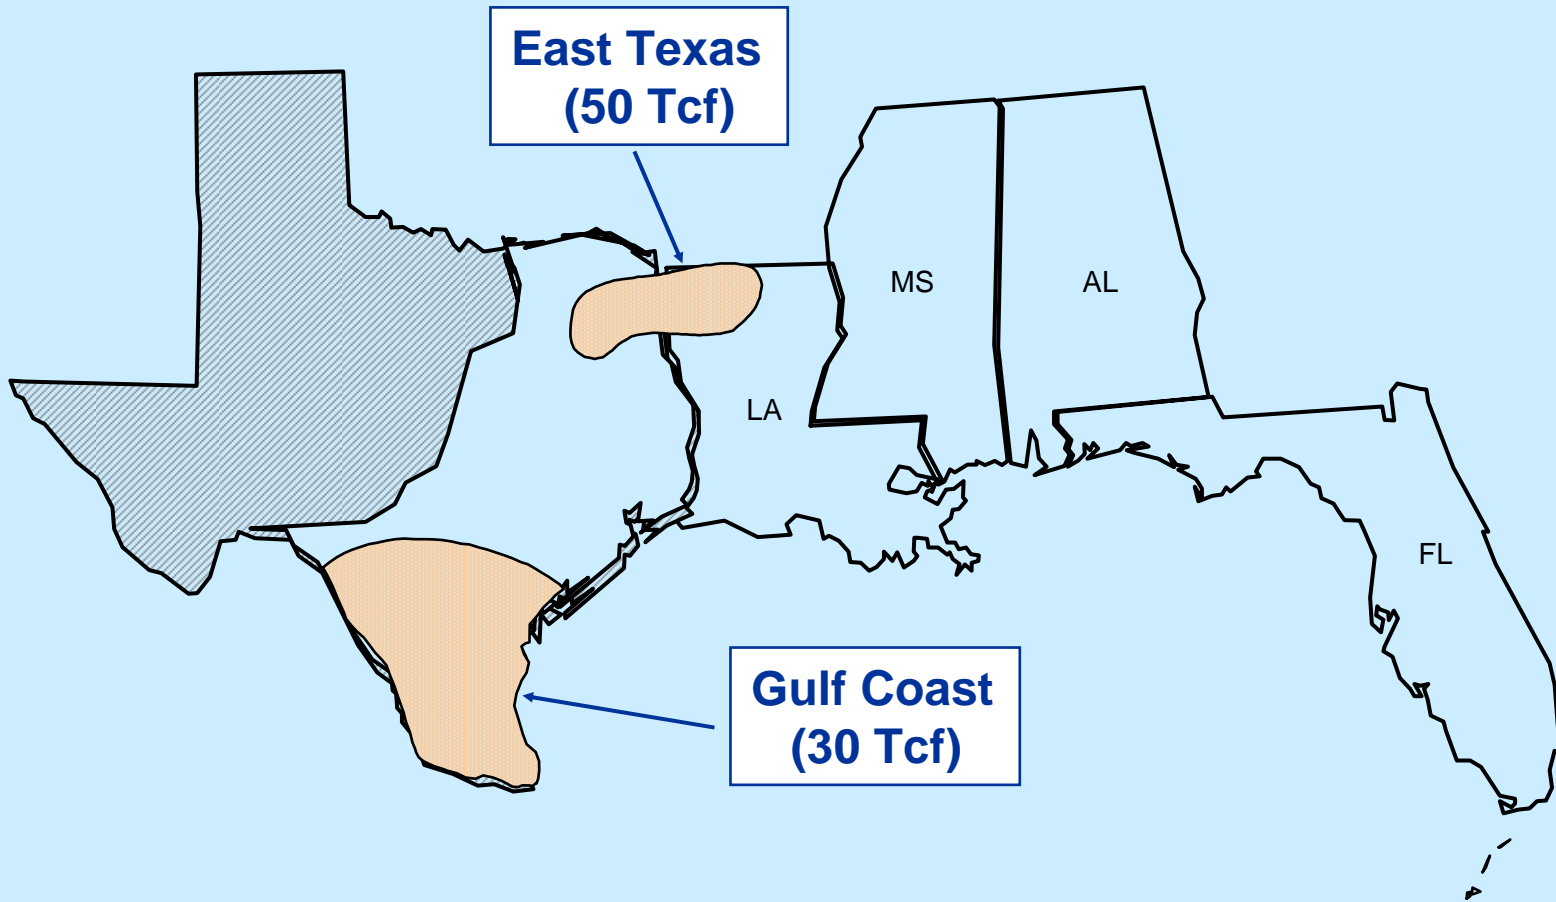 East Texas
(50 Tcf)
MS
AL
LA
FL
Gulf Coast
(30 Tcf)